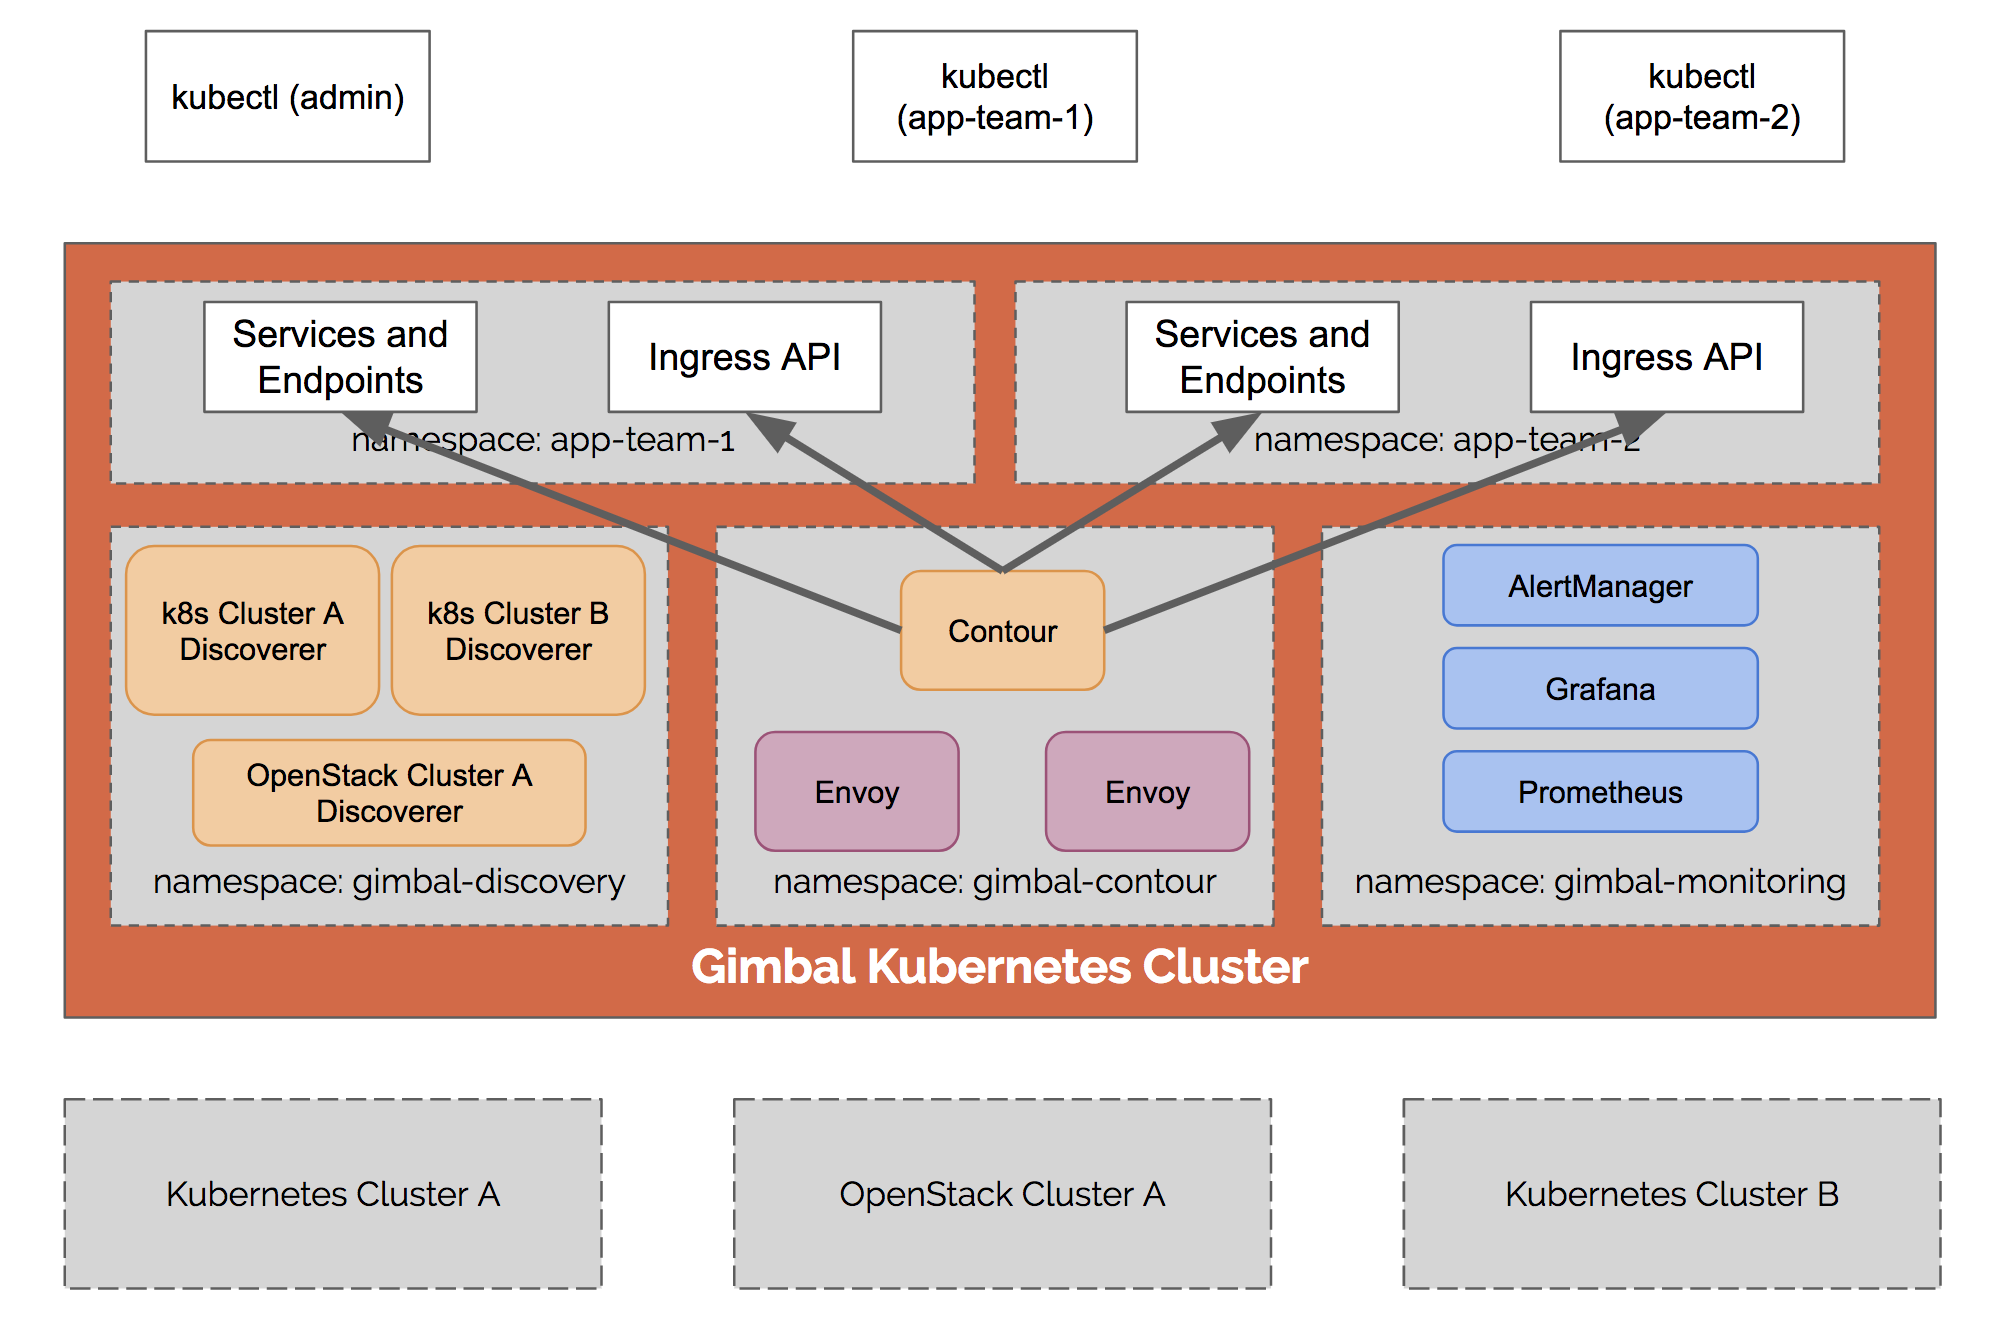 kubectl (admin)
kubectl
(app-team-1)
kubectl
(app-team-2)
Services and
Endpoints
Ingress API
namespace: app-team-1
Services and
Endpoints
Ingress API
namespace: app-team-2
k8s Cluster A
Discoverer
k8s Cluster B
Discoverer
OpenStack Cluster A
Discoverer
namespace: gimbal-discovery
Contour
Envoy
Envoy
namespace: gimbal-contour
AlertManager
Grafana
Prometheus
namespace: gimbal-monitoring
Gimbal Kubernetes Cluster
Kubernetes Cluster A
OpenStack Cluster A
Kubernetes Cluster B